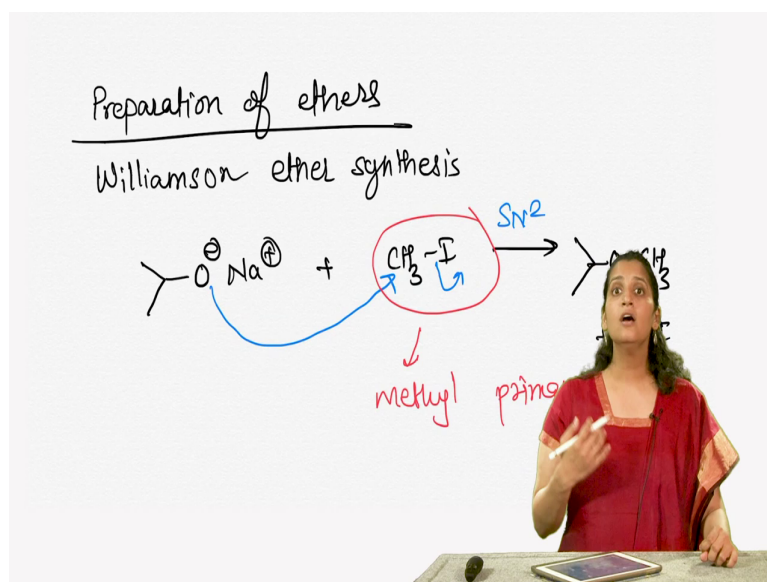 Preparation of ethers
Williamson ether synthesis
SN2
O⊖ Na⊕ + CH3-I
methyl